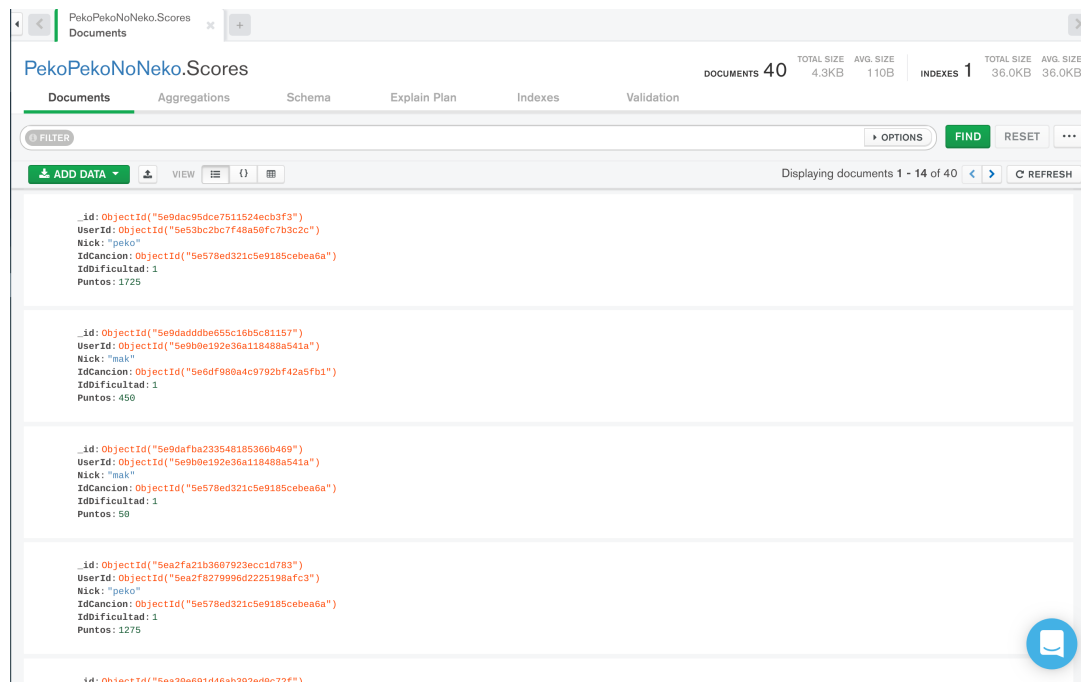 PekoPekoNoNeko.Scores
Documents
PekoPekoNoNeko.Scores
DOCUMENTS 40 TOTAL SIZE 4.3KB AVG. SIZE 110B INDEXES 1 TOTAL SIZE 36.0KB AVG. SIZE 36.0KB
Documents Aggregations Schema Explain Plan Indexes Validation
FILTER OPTIONS FIND RESET ...
ADD DATA VIEW {} Displaying documents 1 - 14 of 40 REFRESH
_id: ObjectId("5e9dac95dce7511524ecb3f3")
UserId: ObjectId("5e53bc2bc7f48a50fc7b3c2c")
Nick: "peko"
IdCancion: ObjectId("5e578ed321c5e9185cebea6a")
IdDificultad: 1
Puntos: 1725
_id: ObjectId("5e9dadddbe655c16b5c81157")
UserId: ObjectId("5e9b0e192e36a118488a541a")
Nick: "mak"
IdCancion: ObjectId("5e6df980a4c9792bf42a5fb1")
IdDificultad: 1
Puntos: 450
_id: ObjectId("5e9dafba233548185366b469")
UserId: ObjectId("5e9b0e192e36a118488a541a")
Nick: "mak"
IdCancion: ObjectId("5e578ed321c5e9185cebea6a")
IdDificultad: 1
Puntos: 50
_id: ObjectId("5ea2fa21b3607923ecc1d783")
UserId: ObjectId("5ea2f8279996d2225198afc3")
Nick: "peko"
IdCancion: ObjectId("5e578ed321c5e9185cebea6a")
IdDificultad: 1
Puntos: 1275